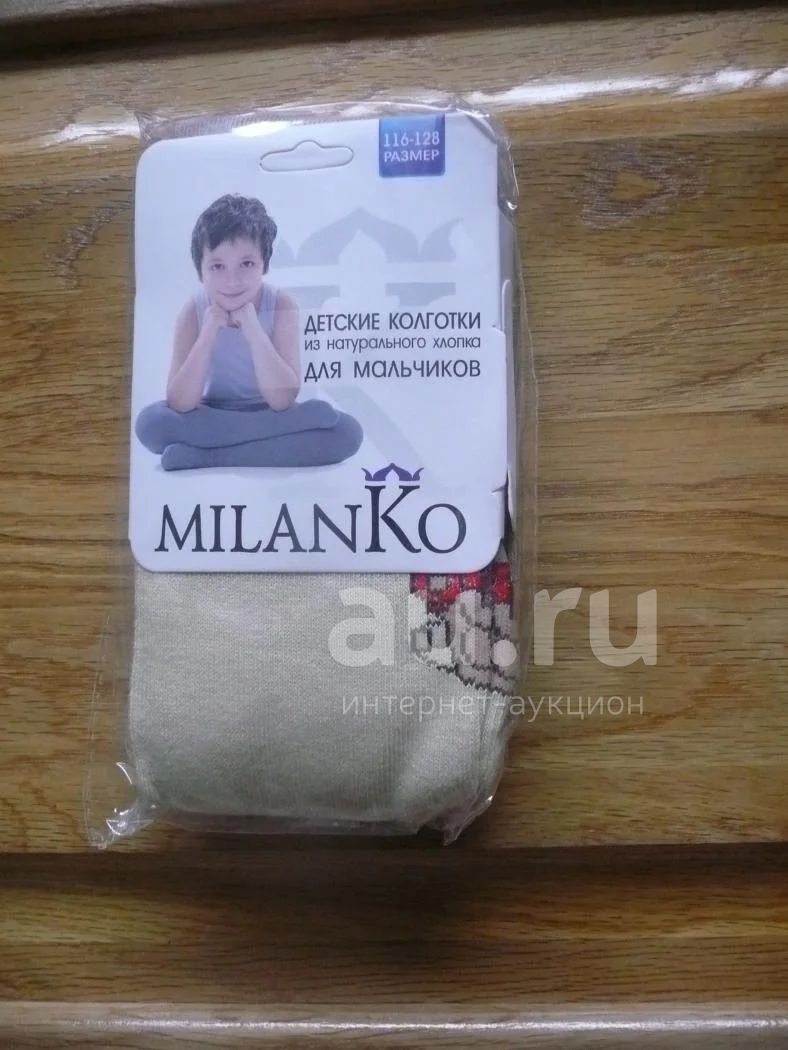 116-128
РАЗМЕР
ДЕТСКИЕ КОЛГОТКИ
ИЗ НАТУРАЛЬНОГО ХЛОПКА
ДЛЯ МАЛЬЧИКОВ
MILANKO
au.ru
интернет-аукцион